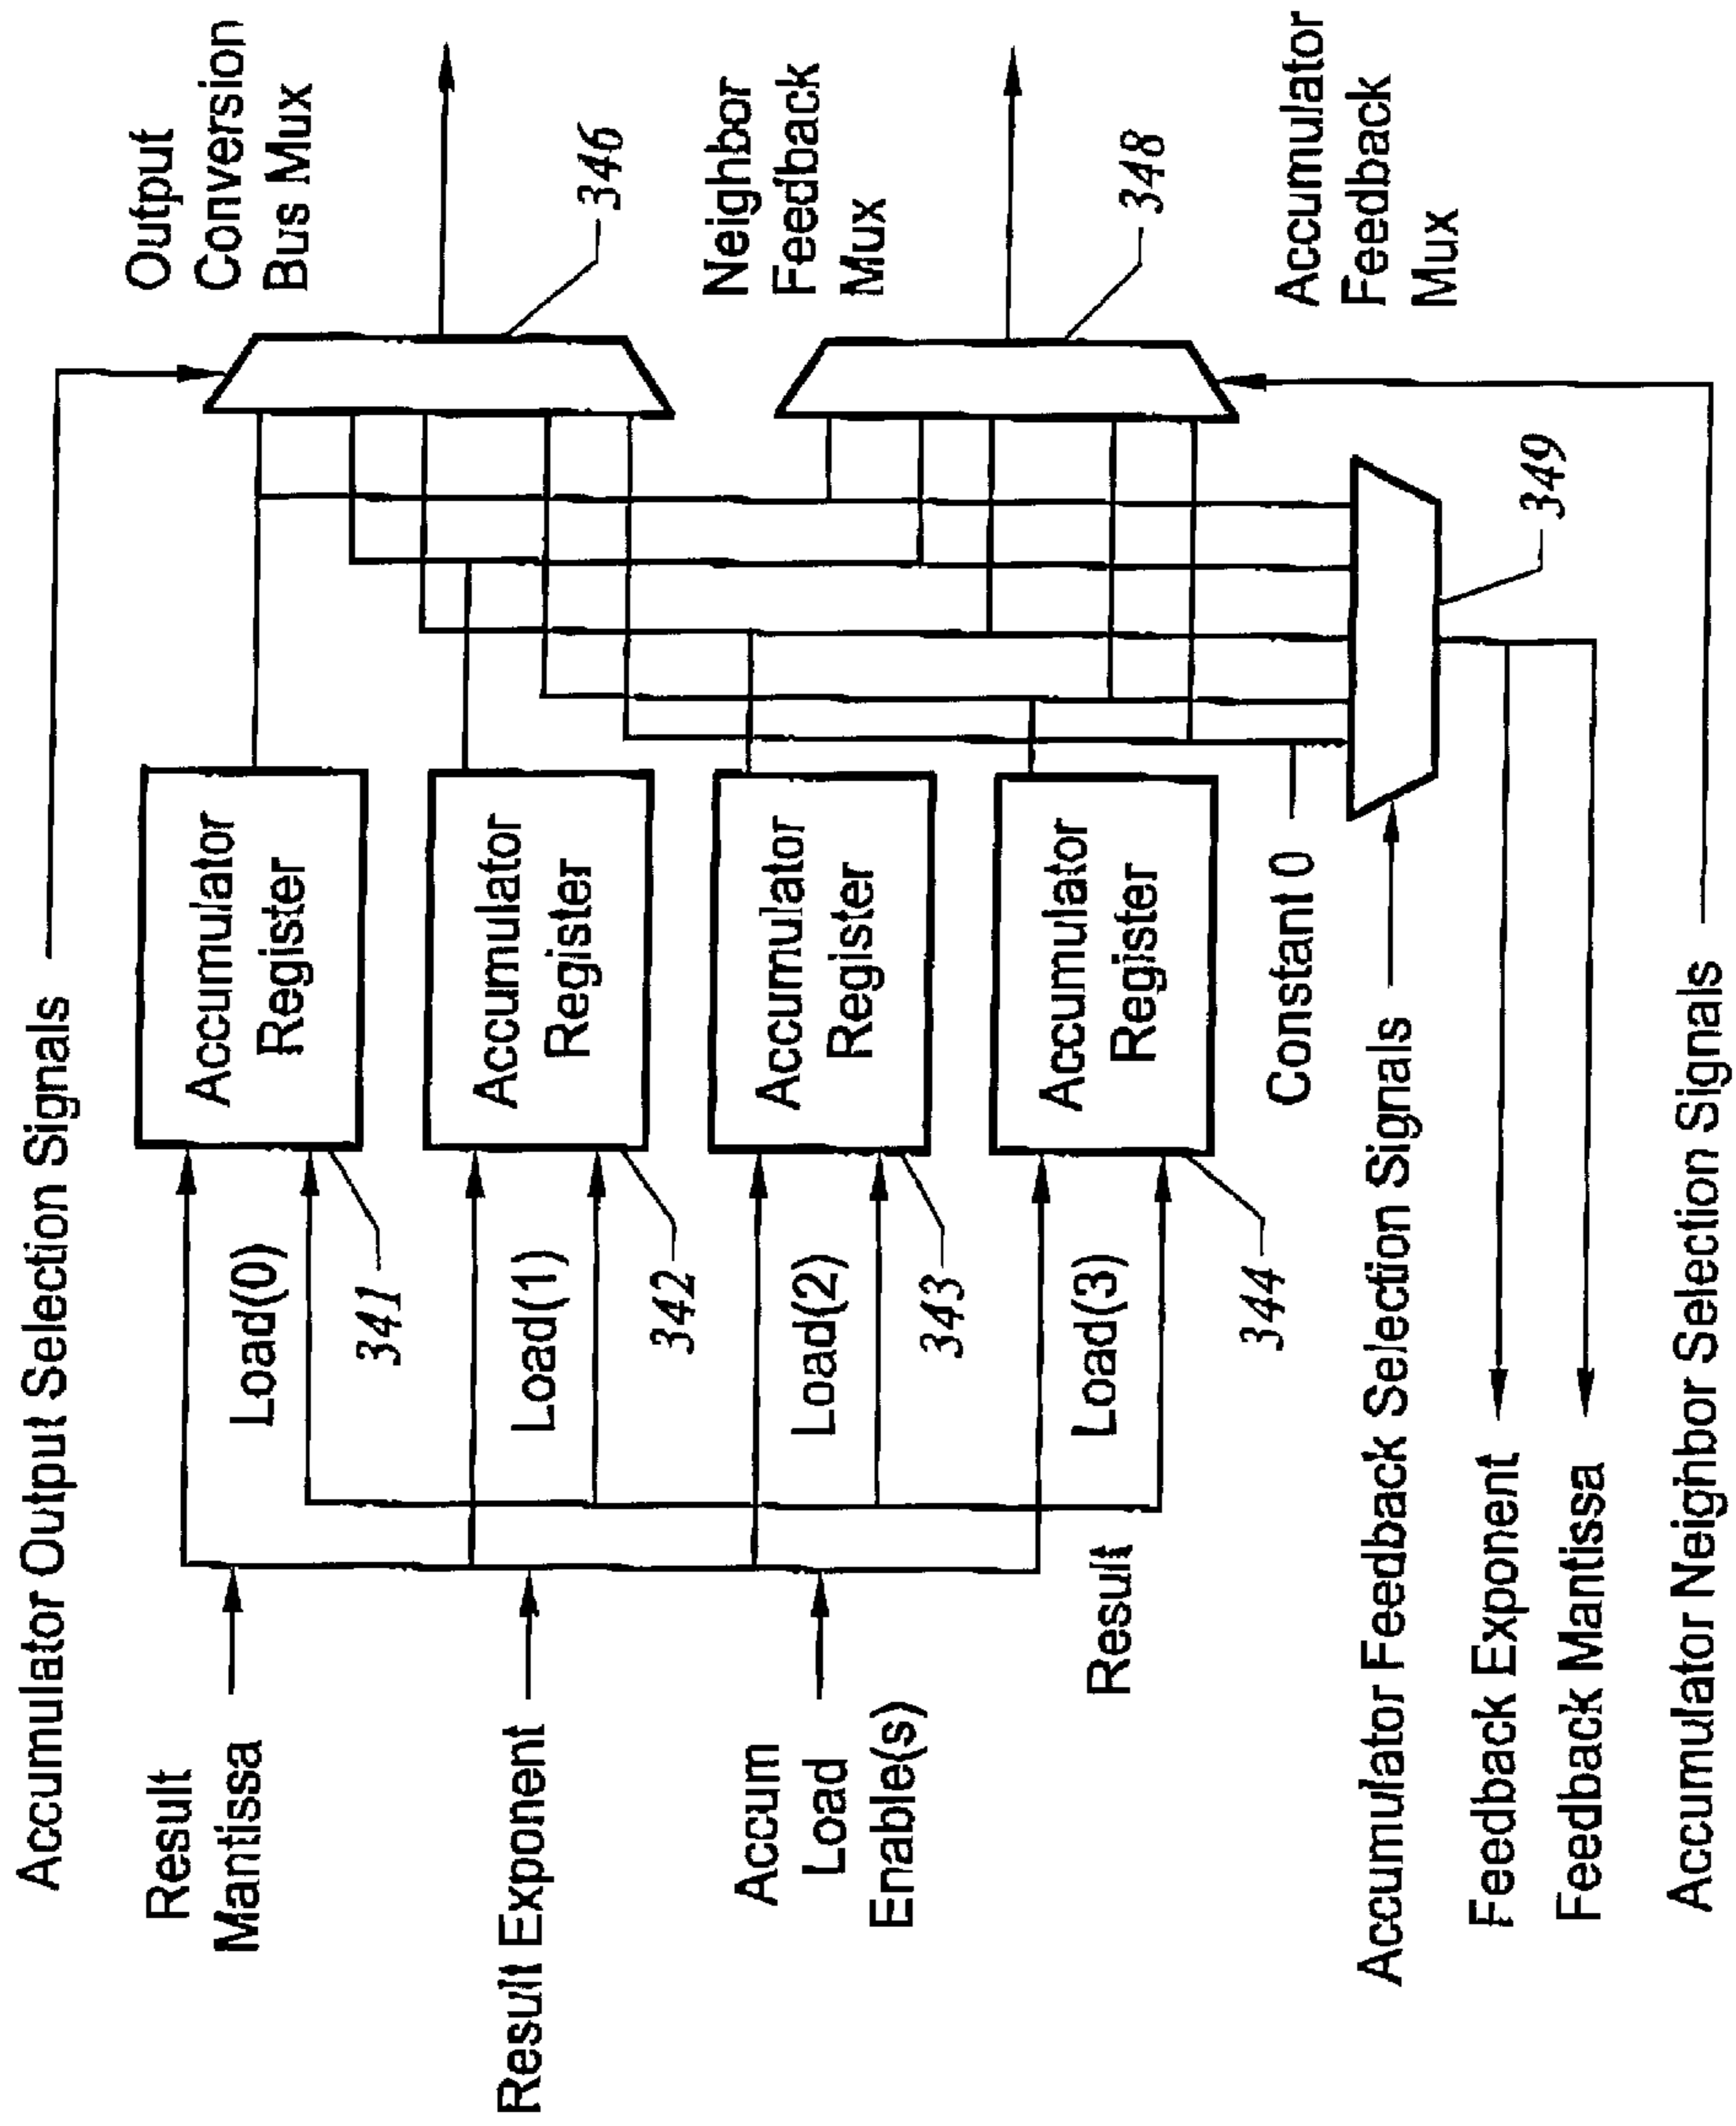 Accumulator Output Selection Signals
Result
Mantissa
Result Exponent
Accum
Load
Enable(s)
Result
Load(0)
341
Load(1)
342
Load(2)
343
Load(3)
344
Accumulator
Register
Accumulator
Register
Accumulator
Register
Accumulator
Register
Constant 0
Output
Conversion
Bus Mux
346
Neighbor
Feedback
Mux
348
Accumulator
Feedback
Mux
349
Accumulator Feedback Selection Signals
Feedback Exponent
Feedback Mantissa
Accumulator Neighbor Selection Signals